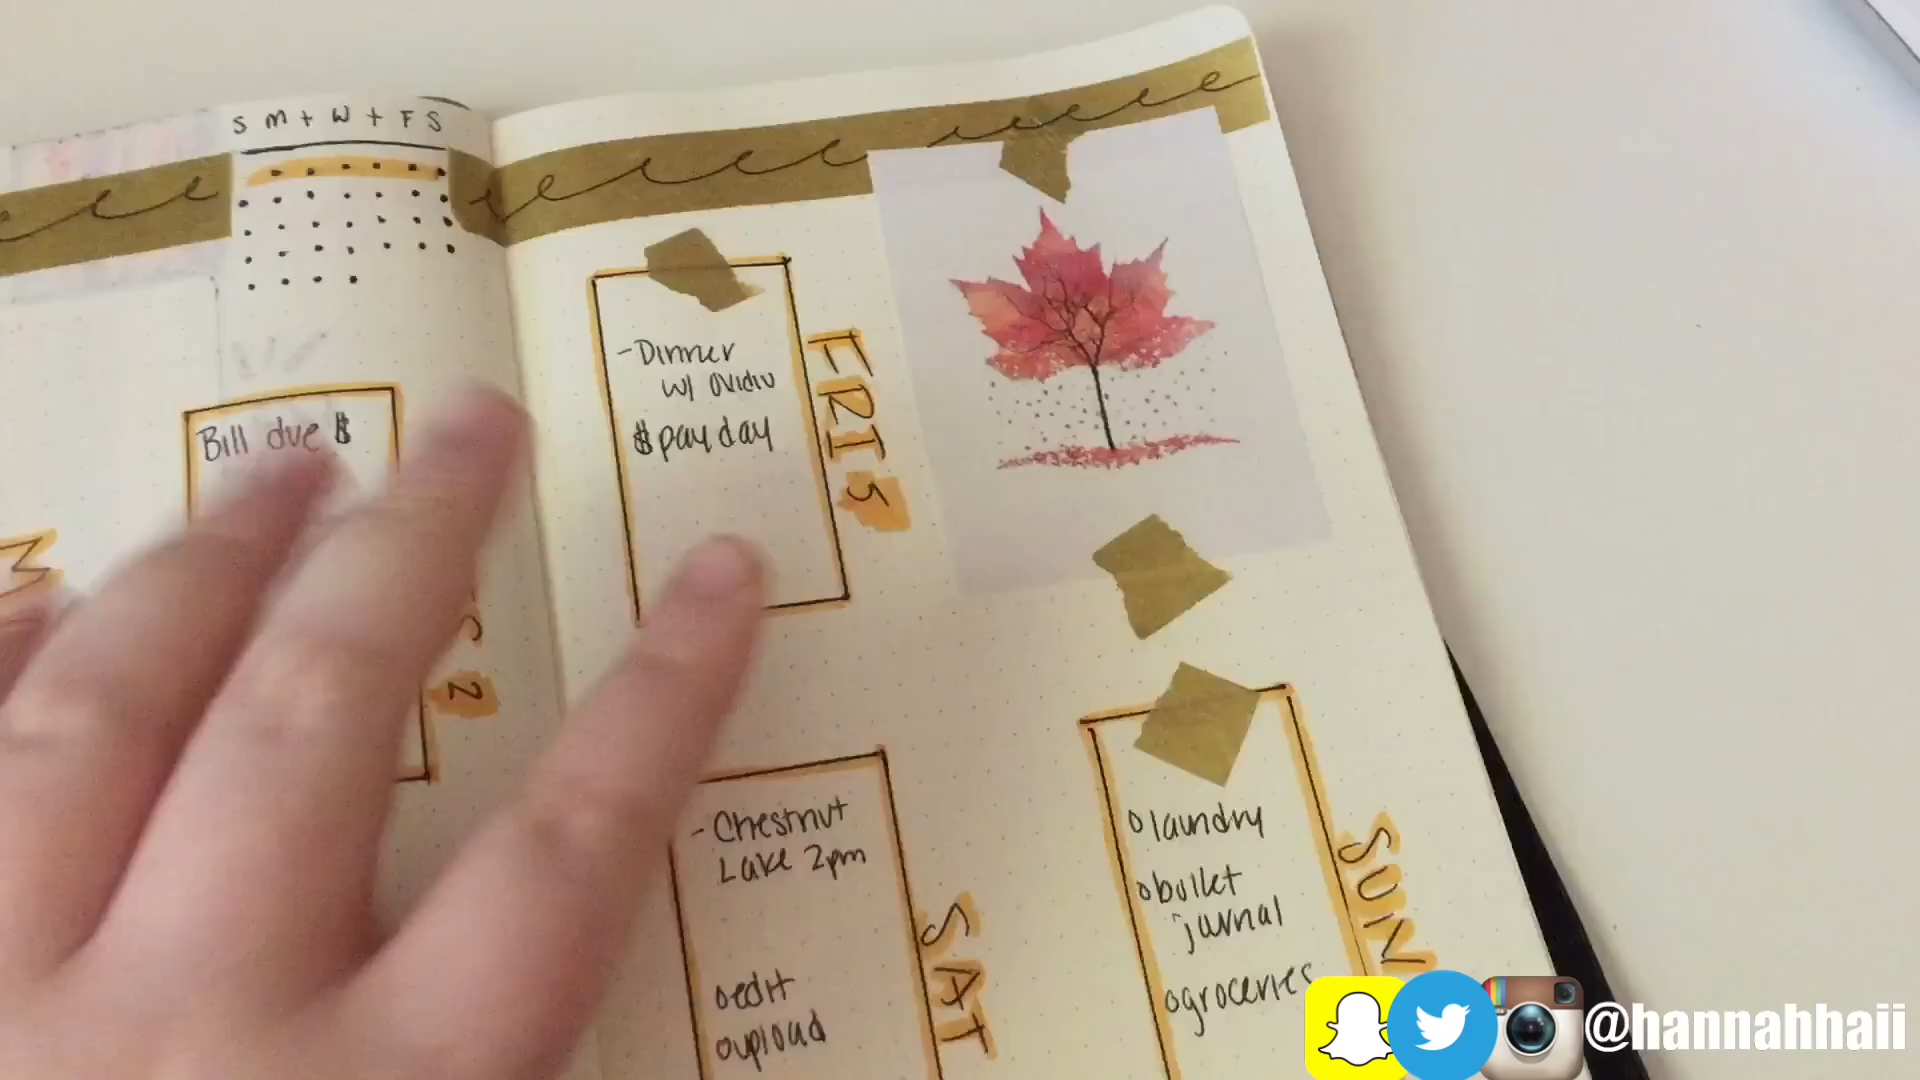 S M T W T F S
Bill due $
M
2
- Dinner
w/ Ovidiu
$ payday
FRI 5
- Chestnut
Lake 2pm
o edit
o upload
SAT
o laundry
o bullet
journal
o groceries
SUN
@hannahhaii